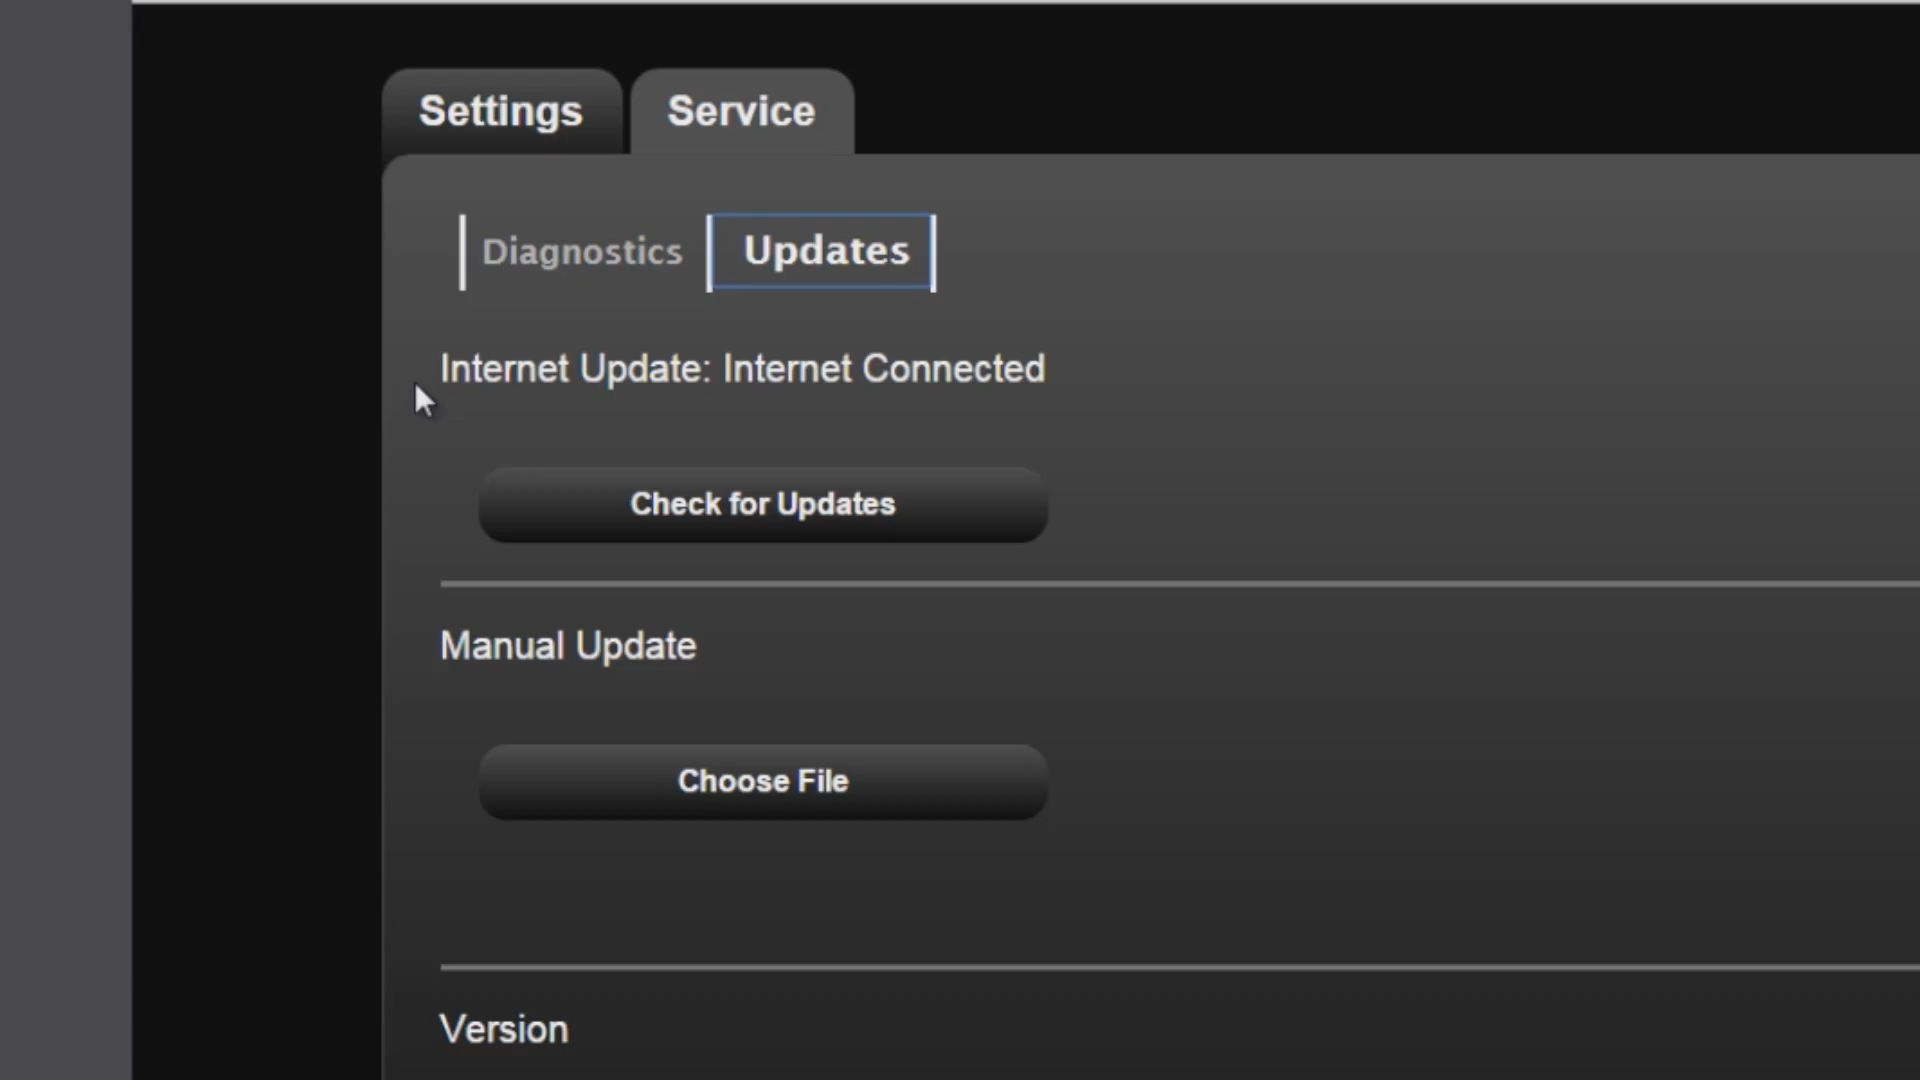 Settings Service
Diagnostics Updates
Internet Update: Internet Connected
Check for Updates
Manual Update
Choose File
Version